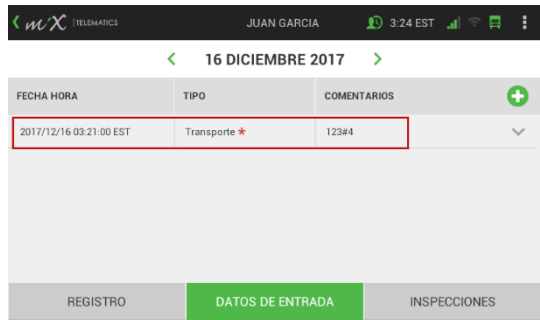 mix TELEMATICS JUAN GARCIA 3:24 EST
16 DICIEMBRE 2017
FECHA HORA TIPO COMENTARIOS
2017/12/16 03:21:00 EST Transporte * 123#4
REGISTRO DATOS DE ENTRADA INSPECCIONES